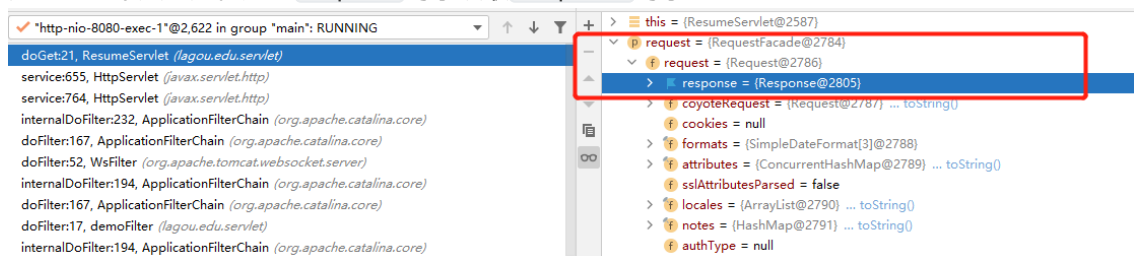 "http-nio-8080-exec-1"@2,622 in group "main": RUNNING
doGet:21, ResumeServlet (lagou.edu.servlet)
service:655, HttpServlet (javax.servlet.http)
service:764, HttpServlet (javax.servlet.http)
internalDoFilter:232, ApplicationFilterChain (org.apache.catalina.core)
doFilter:167, ApplicationFilterChain (org.apache.catalina.core)
doFilter:52, WsFilter (org.apache.tomcat.websocket.server)
internalDoFilter:194, ApplicationFilterChain (org.apache.catalina.core)
doFilter:167, ApplicationFilterChain (org.apache.catalina.core)
doFilter:17, demoFilter (lagou.edu.servlet)
internalDoFilter:194, ApplicationFilterChain (org.apache.catalina.core)
this = {ResumeServlet@2587}
p request = {RequestFacade@2784}
f request = {Request@2786}
response = {Response@2805}
f coyoteRequest = {Request@2787} ... toString()
f cookies = null
f formats = {SimpleDateFormat[3]@2788}
f attributes = {ConcurrentHashMap@2789} ... toString()
f sslAttributesParsed = false
f locales = {ArrayList@2790} ... toString()
f notes = {HashMap@2791} ... toString()
f authType = null